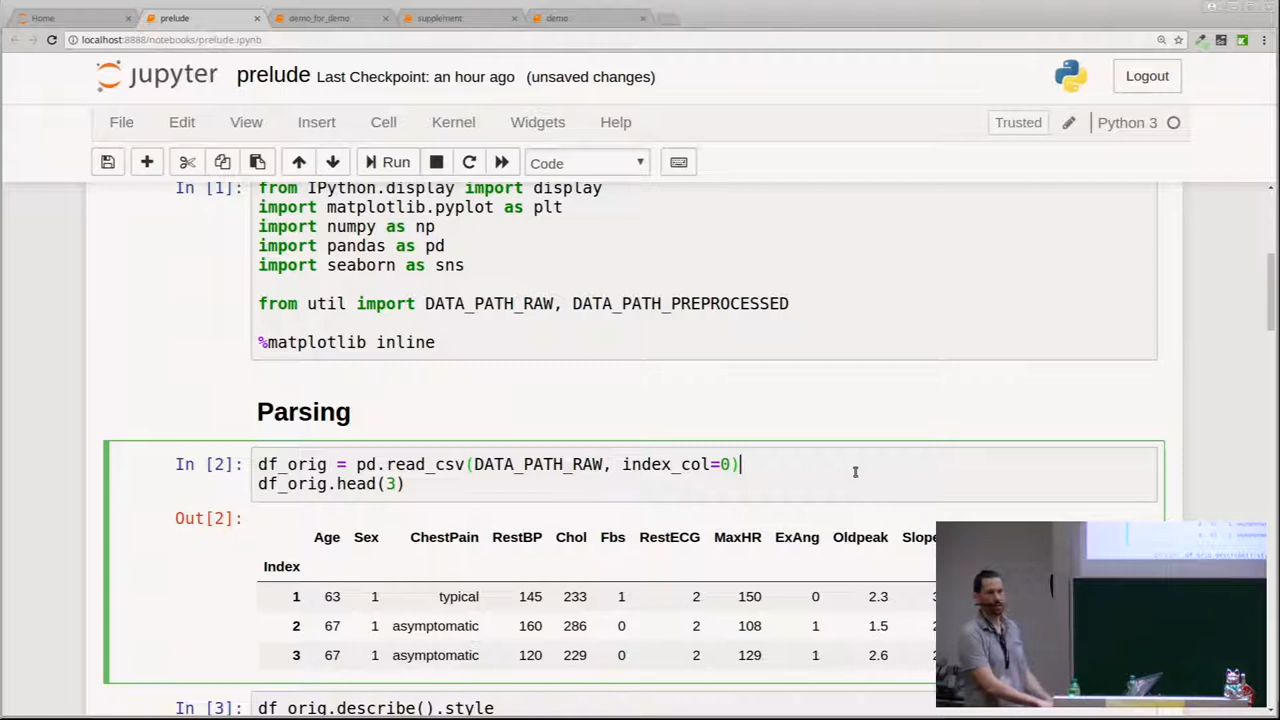 Home
prelude
demo_for_demo
supplement
demo
localhost:8888/notebooks/prelude.ipynb
jupyter prelude Last Checkpoint: an hour ago (unsaved changes)
Logout
File Edit View Insert Cell Kernel Widgets Help
Trusted Python 3
Run Code
In [1]: from IPython.display import display
import matplotlib.pyplot as plt
import numpy as np
import pandas as pd
import seaborn as sns
from util import DATA_PATH_RAW, DATA_PATH_PREPROCESSED
%matplotlib inline
Parsing
In [2]: df_orig = pd.read_csv(DATA_PATH_RAW, index_col=0)
df_orig.head(3)
Out[2]:
Age Sex ChestPain RestBP Chol Fbs RestECG MaxHR ExAng Oldpeak Slope
Index
1 63 1 typical 145 233 1 2 150 0 2.3
2 67 1 asymptomatic 160 286 0 2 108 1 1.5
3 67 1 asymptomatic 120 229 0 2 129 1 2.6
In [3]: df_orig.describe().style